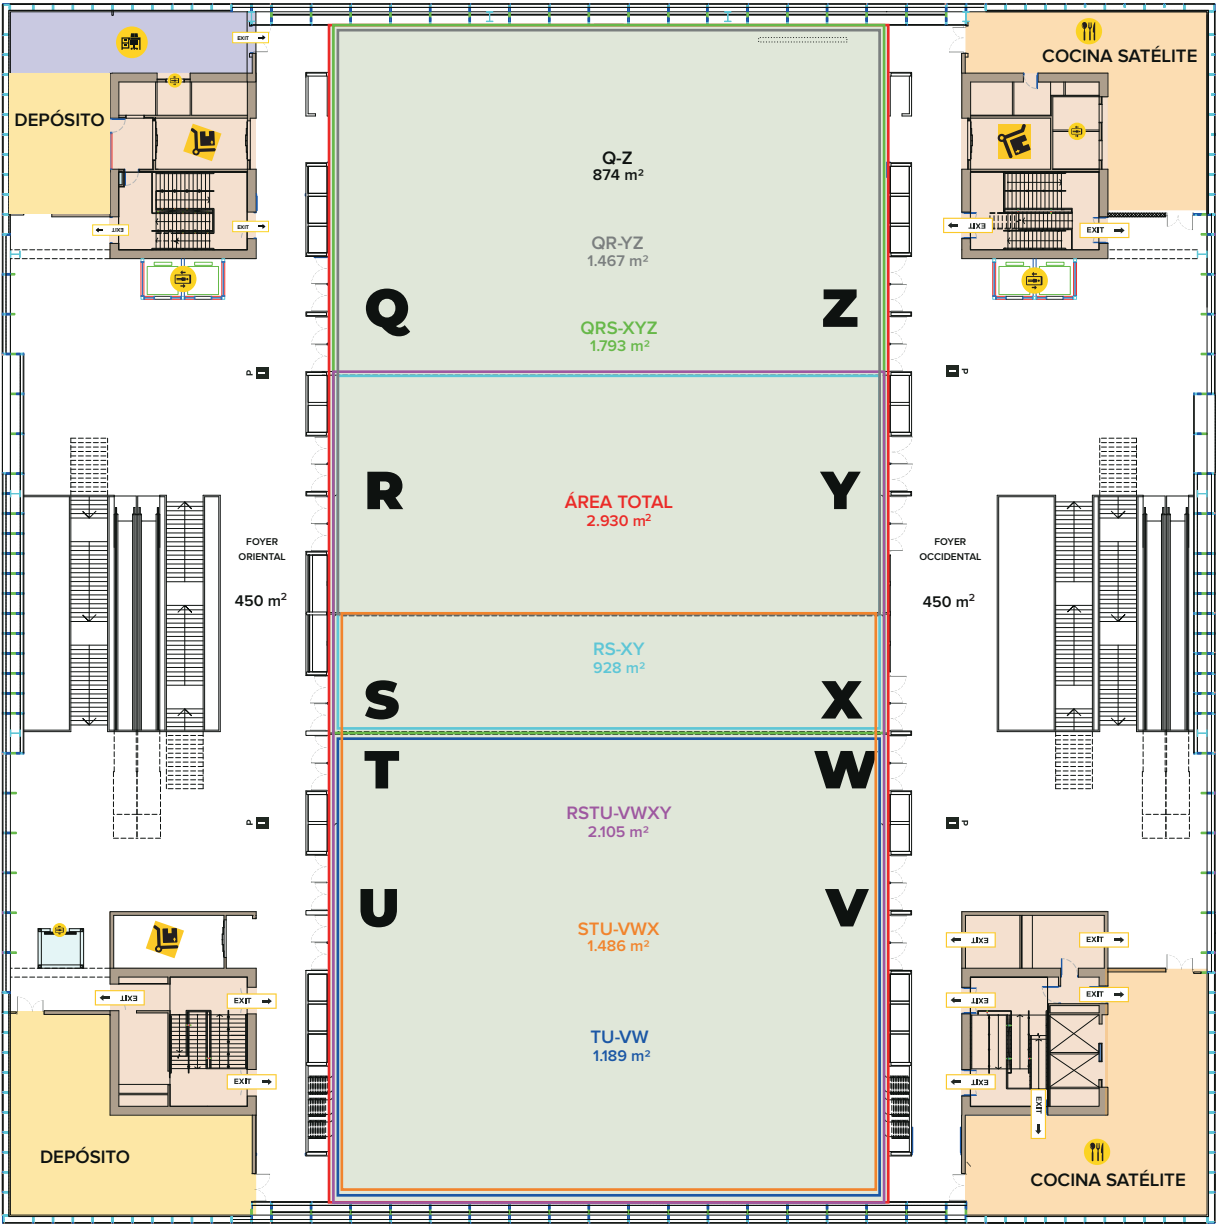 EXIT
COCINA SATÉLITE
DEPÓSITO
Q-Z
874 m²
EXIT
EXIT
EXIT
EXIT
QR-YZ
1.467 m²
Q
Z
QRS-XYZ
1.793 m²
P
P
R
Y
ÁREA TOTAL
2.930 m²
FOYER
ORIENTAL
450 m²
FOYER
OCCIDENTAL
450 m²
RS-XY
928 m²
S
X
T
W
RSTU-VWXY
2.105 m²
P
P
U
V
STU-VWX
1.486 m²
EXIT
EXIT
EXIT
EXIT
EXIT
EXIT
TU-VW
1.189 m²
EXIT
EXIT
EXIT
DEPÓSITO
COCINA SATÉLITE